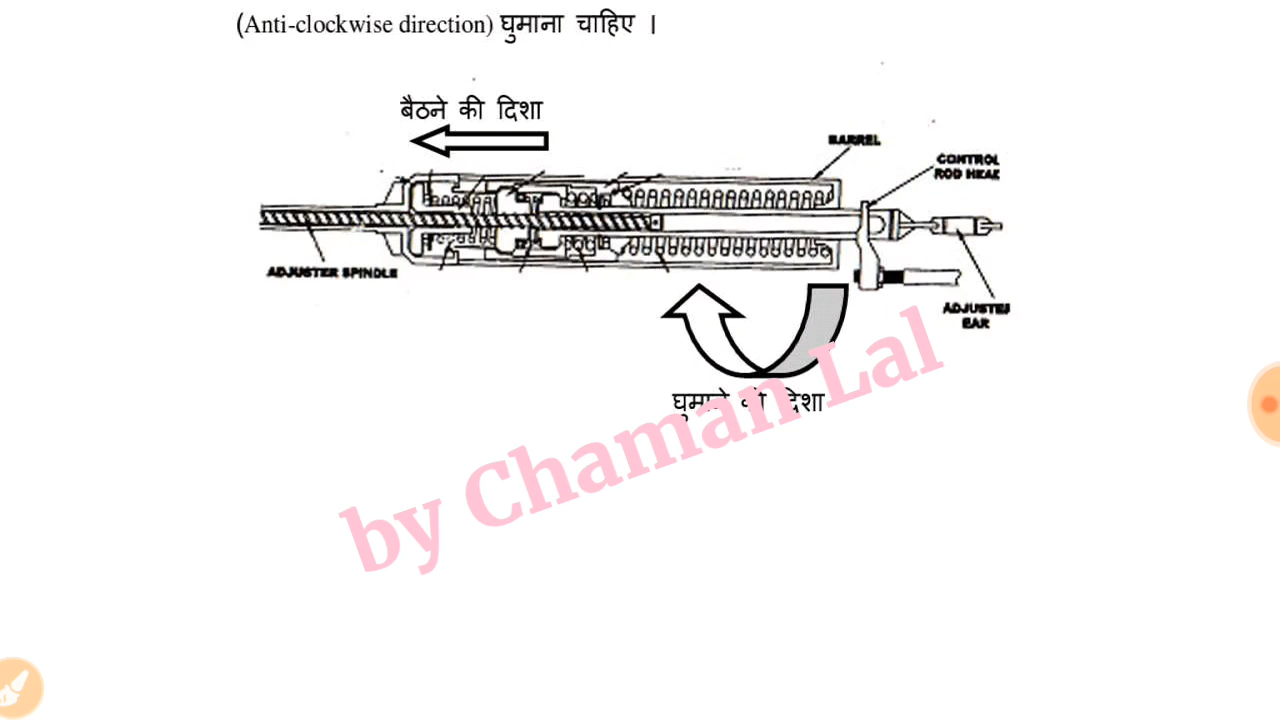 (Anti-clockwise direction) घुमाना चाहिए ।
बैठने की दिशा
BARREL
CONTROL
ROD HEAD
ADJUSTER SPINDLE
ADJUSTER
EAR
घुमाने की दिशा
by Chaman Lal